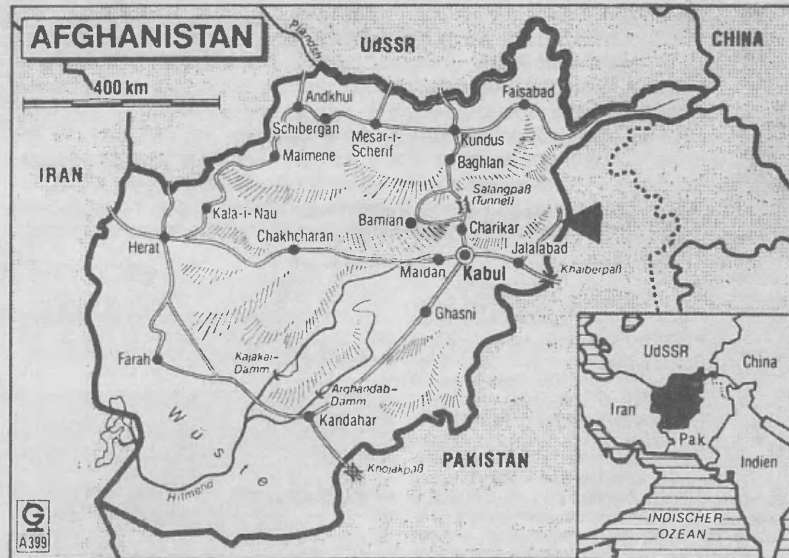 AFGHANISTAN
400 km
Pjandsh
UdSSR
CHINA
Andkhui
Faisabad
Schibergan
Mesar-i-
Scherif
Kundus
Maimene
Baghlan
IRAN
Salangpaß
(Tunnel)
Kala-i-Nau
Bamian
Charikar
Herat
Chakhcharan
Jalalabad
Maidan
Kabul
Khaiberpaß
Ghasni
Farah
Kajakai-
Damm
Arghandab-
Damm
Kandahar
Wüste
Hilmend
Khojakpaß
PAKISTAN
UdSSR
China
Iran
Pak.
Indien
INDISCHER
OZEAN
G
A399